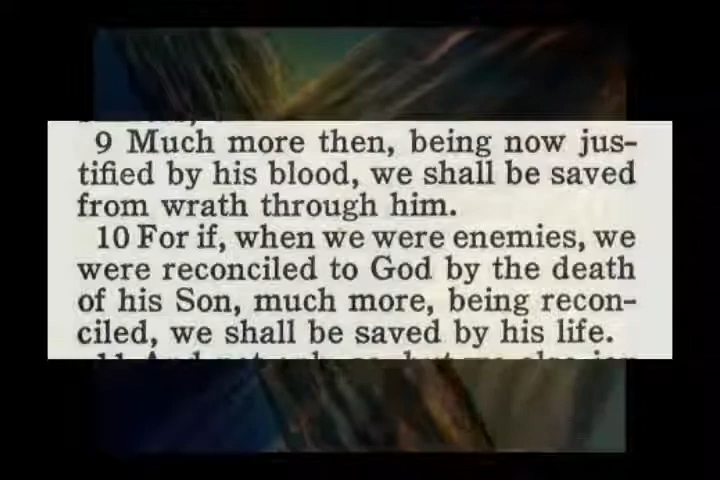 9 Much more then, being now jus-
tified by his blood, we shall be saved
from wrath through him.
10 For if, when we were enemies, we
were reconciled to God by the death
of his Son, much more, being recon-
ciled, we shall be saved by his life.